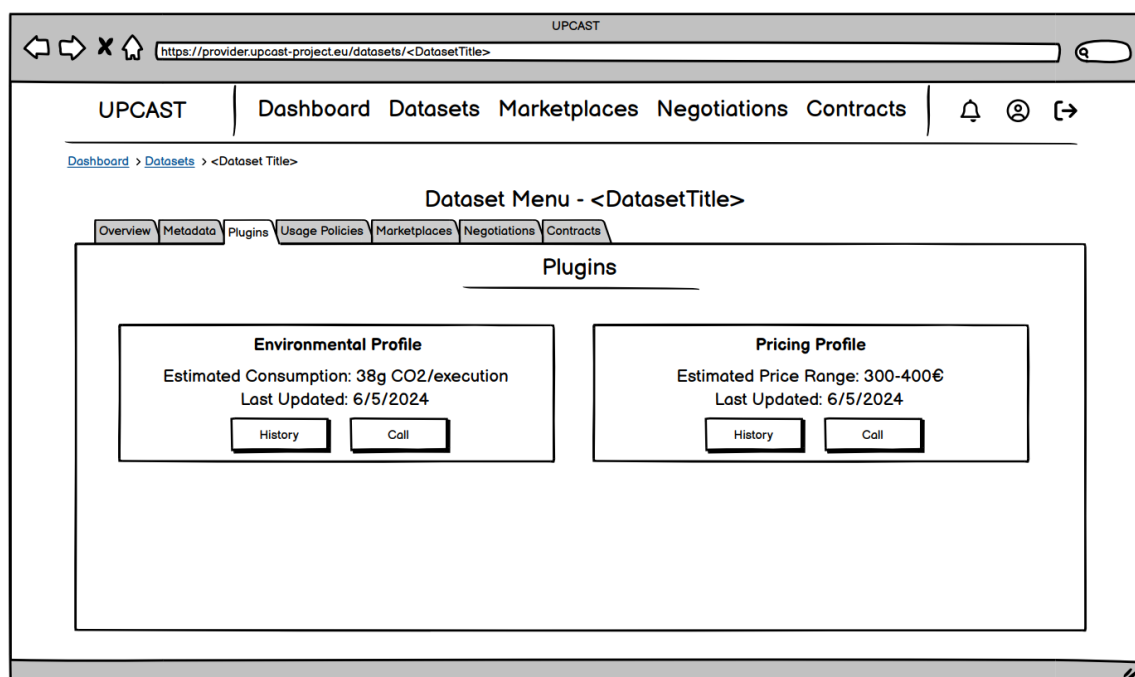 UPCAST
https://provider.upcast-project.eu/datasets/<DatasetTitle>
UPCAST Dashboard Datasets Marketplaces Negotiations Contracts
Dashboard > Datasets > <Dataset Title>
Dataset Menu - <DatasetTitle>
Overview Metadata Plugins Usage Policies Marketplaces Negotiations Contracts
Plugins
Environmental Profile
Estimated Consumption: 38g CO2/execution
Last Updated: 6/5/2024
History Call
Pricing Profile
Estimated Price Range: 300-400€
Last Updated: 6/5/2024
History Call